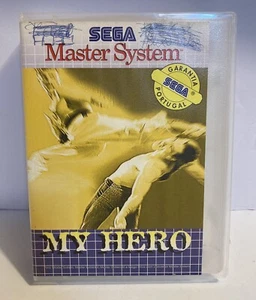 SEGA
Master System
GARANTIA
SEGA
PORTUGAL
MY HERO